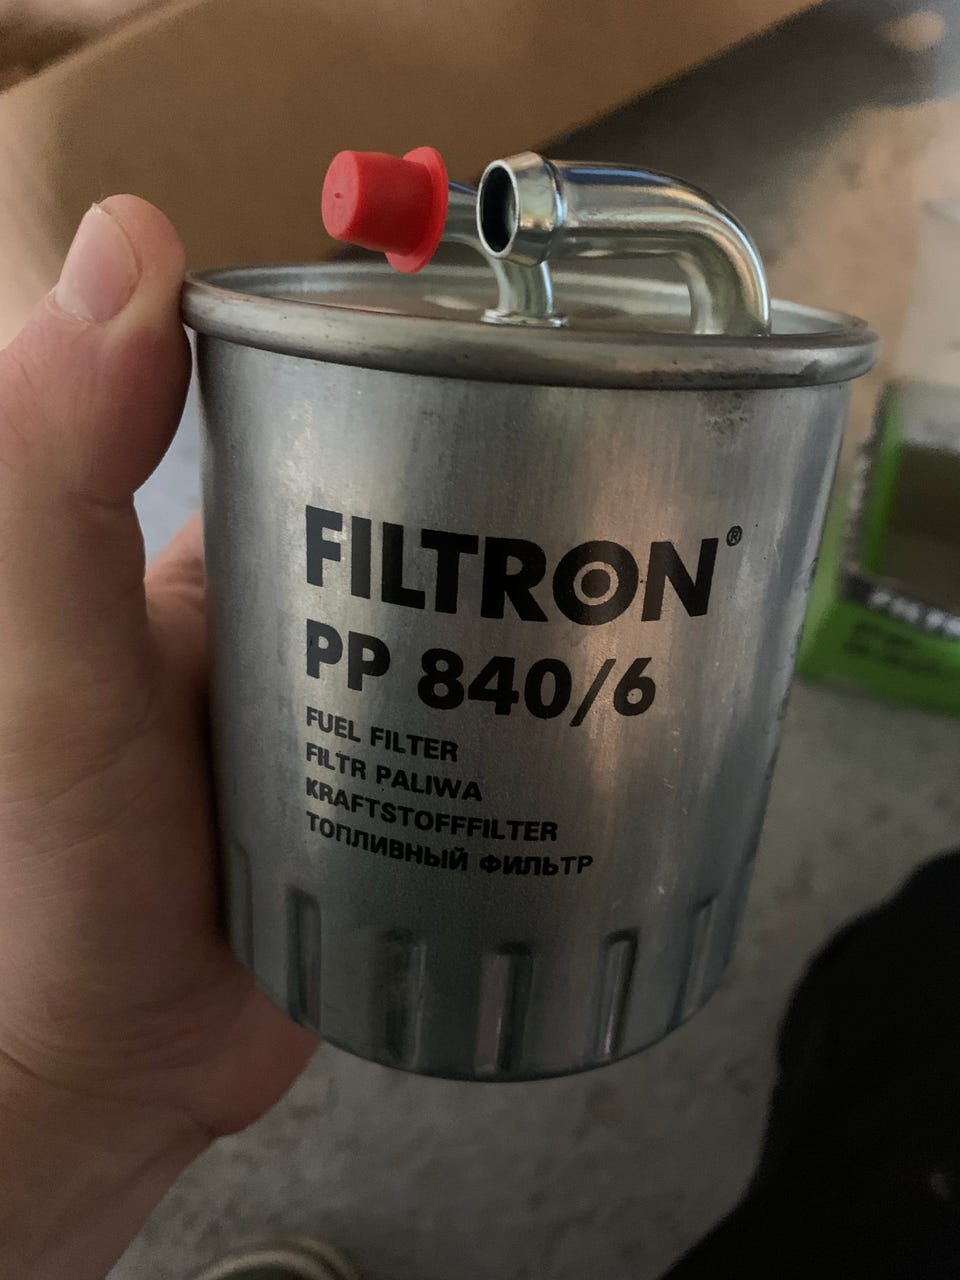 FILTRON®
PP 840/6
FUEL FILTER
FILTR PALIWA
KRAFTSTOFFFILTER
ТОПЛИВНЫЙ ФИЛЬТР